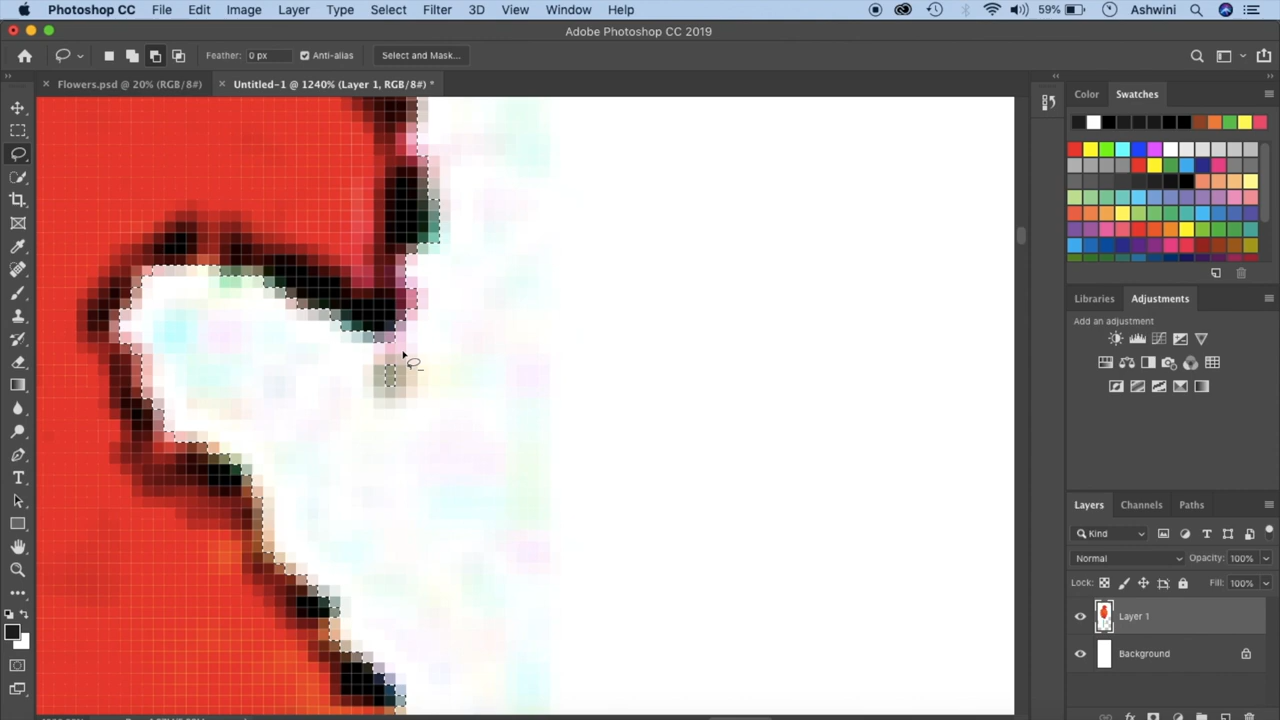 Photoshop CC File Edit Image Layer Type Select Filter 3D View Window Help 59% Ashwini
Adobe Photoshop CC 2019
Feather: 0 px Anti-alias Select and Mask...
Flowers.psd @ 20% (RGB/8#) Untitled-1 @ 1240% (Layer 1, RGB/8#) *
Color Swatches
Libraries Adjustments
Add an adjustment
Layers Channels Paths
Kind
Normal Opacity: 100%
Lock: Fill: 100%
Layer 1
Background